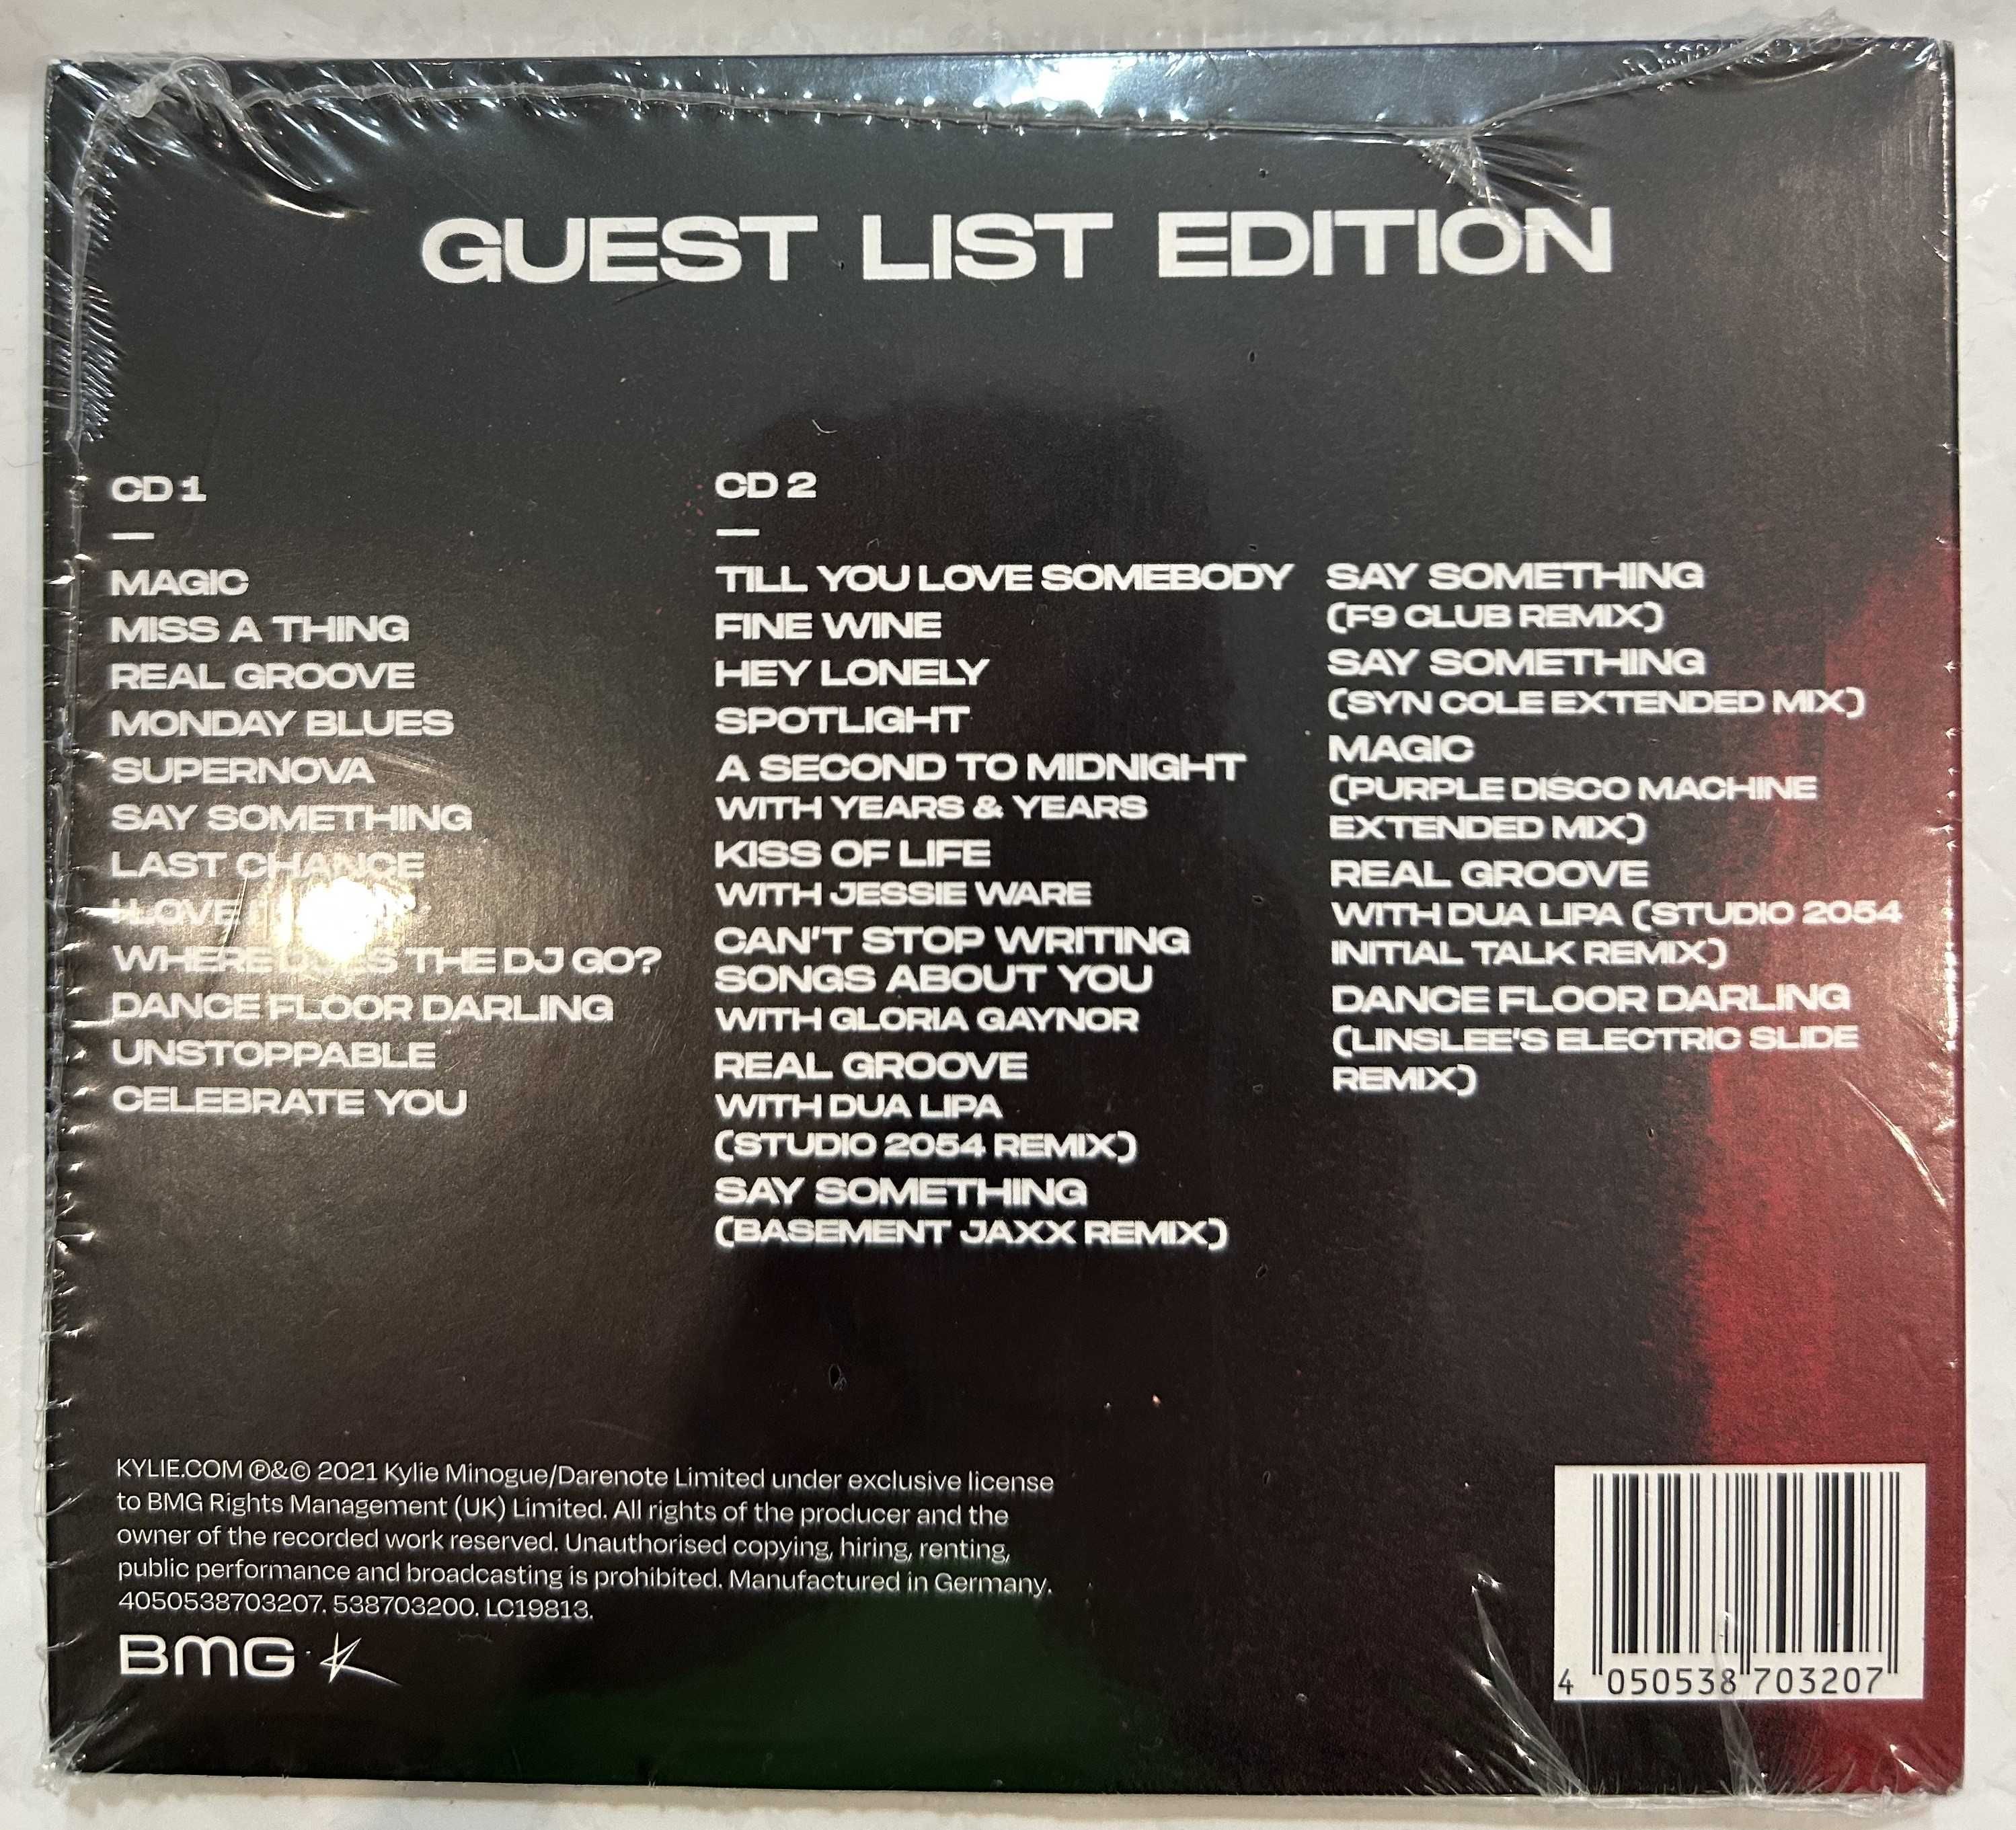 GUEST LIST EDITION
CD 1
—
MAGIC
MISS A THING
REAL GROOVE
MONDAY BLUES
SUPERNOVA
SAY SOMETHING
LAST CHANCE
I LOVE
WHERE DOES THE DJ GO?
DANCE FLOOR DARLING
UNSTOPPABLE
CELEBRATE YOU
CD 2
—
TILL YOU LOVE SOMEBODY
FINE WINE
HEY LONELY
SPOTLIGHT
A SECOND TO MIDNIGHT
WITH YEARS & YEARS
KISS OF LIFE
WITH JESSIE WARE
CAN'T STOP WRITING
SONGS ABOUT YOU
WITH GLORIA GAYNOR
REAL GROOVE
WITH DUA LIPA
(STUDIO 2054 REMIX)
SAY SOMETHING
(BASEMENT JAXX REMIX)
SAY SOMETHING
(F9 CLUB REMIX)
SAY SOMETHING
(SYN COLE EXTENDED MIX)
MAGIC
(PURPLE DISCO MACHINE
EXTENDED MIX)
REAL GROOVE
WITH DUA LIPA (STUDIO 2054
INITIAL TALK REMIX)
DANCE FLOOR DARLING
(LINSLEE'S ELECTRIC SLIDE
REMIX)
KYLIE.COM ℗&© 2021 Kylie Minogue/Darenote Limited under exclusive license
to BMG Rights Management (UK) Limited. All rights of the producer and the
owner of the recorded work reserved. Unauthorised copying, hiring, renting,
public performance and broadcasting is prohibited. Manufactured in Germany.
4050538703207. 538703200. LC19813.
BMG · K
4 050538 703207